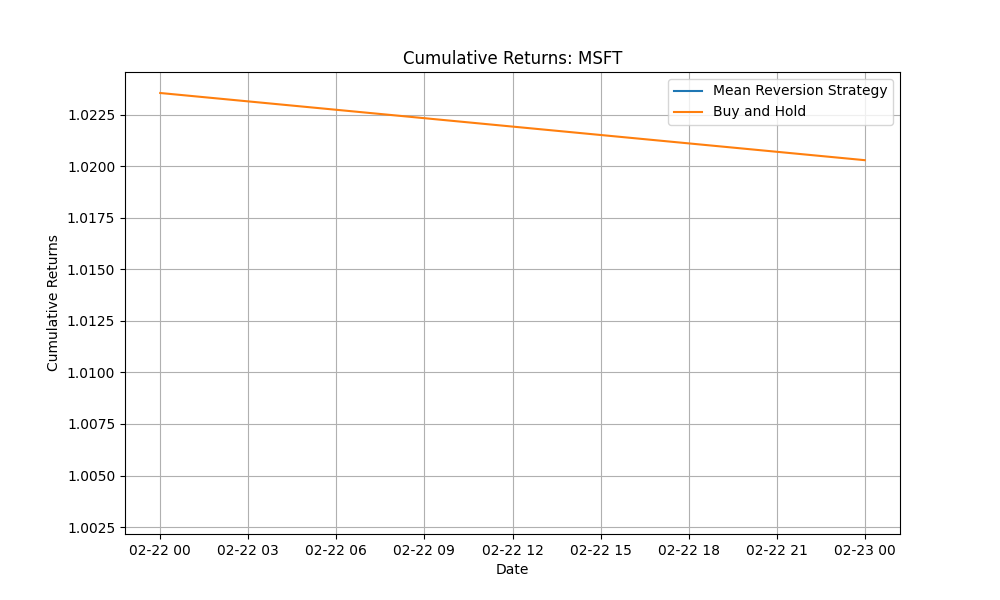 Cumulative Returns: MSFT
Mean Reversion Strategy
Buy and Hold
1.0225
1.0200
1.0175
1.0150
1.0125
1.0100
1.0075
1.0050
1.0025
Cumulative Returns
02-22 00 02-22 03 02-22 06 02-22 09 02-22 12 02-22 15 02-22 18 02-22 21 02-23 00
Date